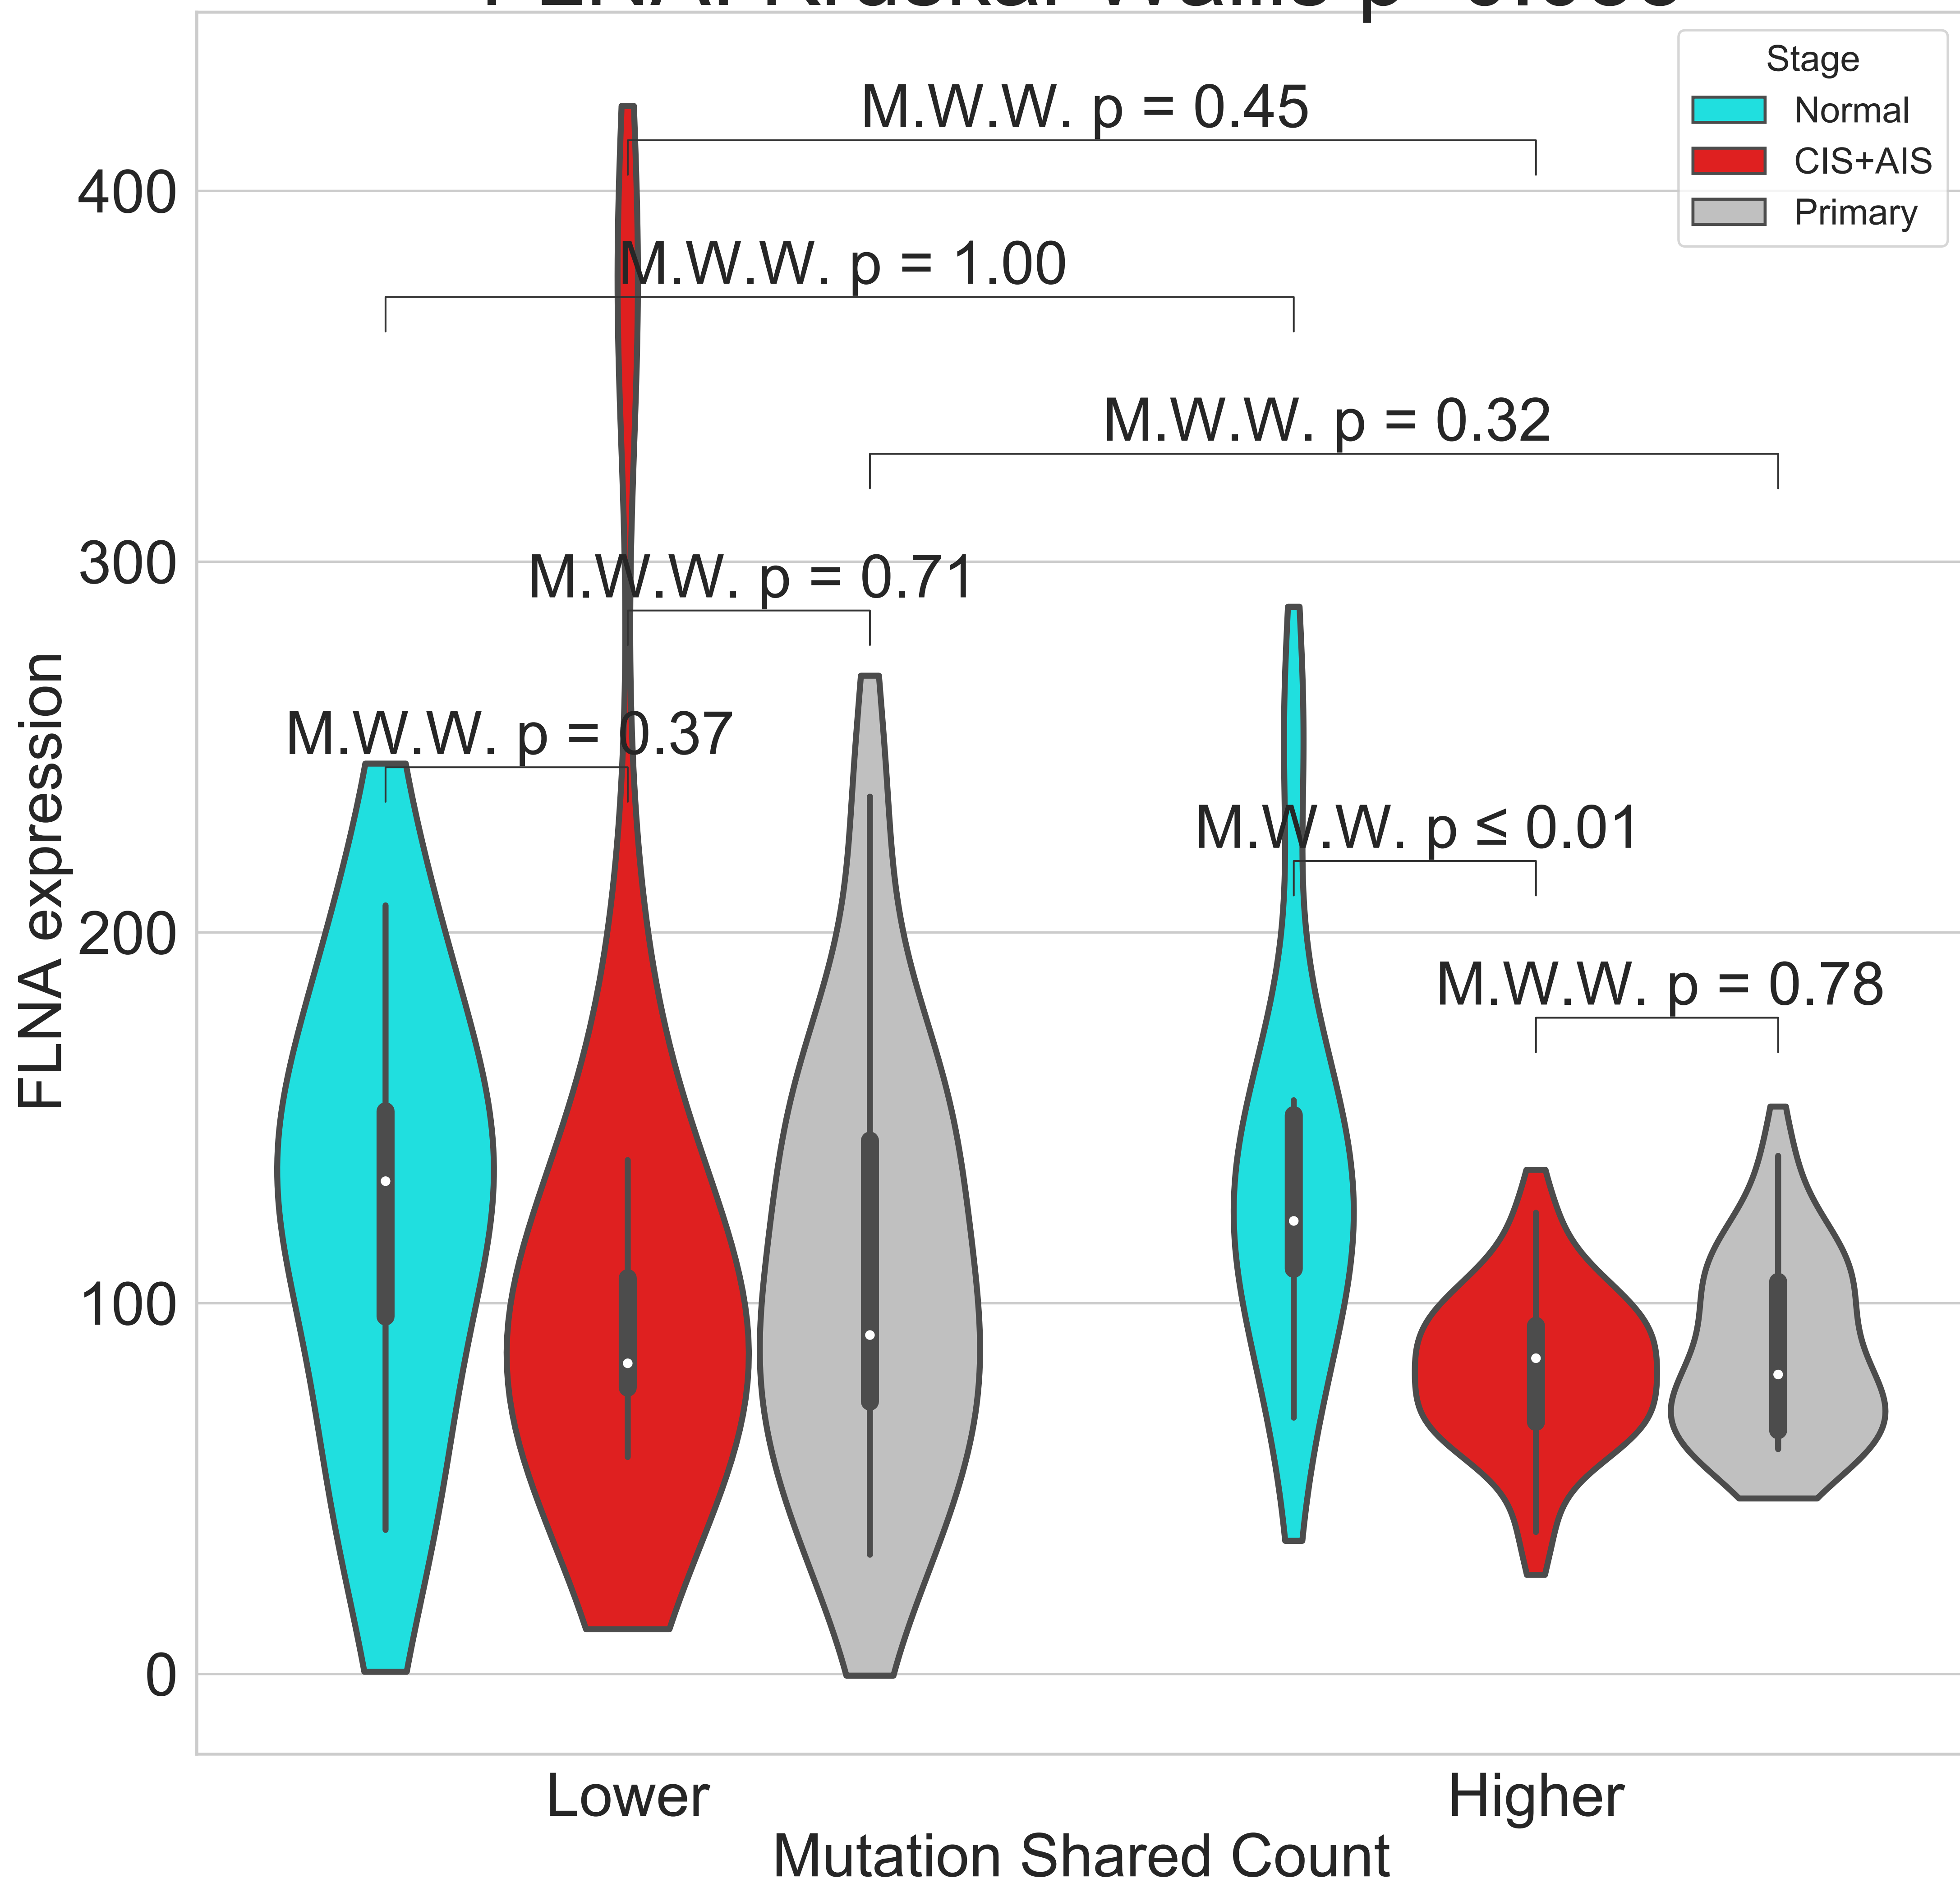 Stage
Normal
CIS+AIS
Primary
M.W.W. p = 0.45
400
M.W.W. p = 1.00
M.W.W. p = 0.32
300
M.W.W. p = 0.71
M.W.W. p = 0.37
M.W.W. p ≤ 0.01
FLNA expression
200
M.W.W. p = 0.78
100
0
Lower
Higher
Mutation Shared Count